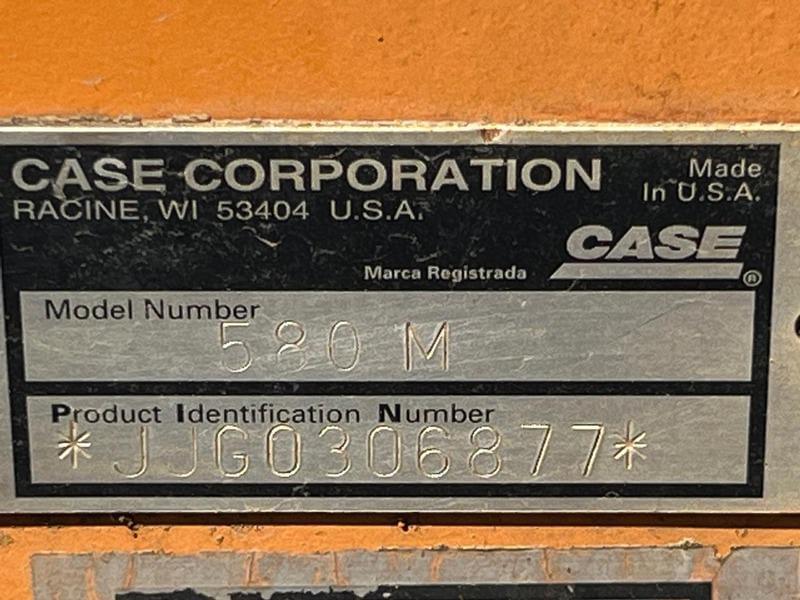 CASE CORPORATION
RACINE, WI 53404 U.S.A.
Made
In U.S.A.
CASE
®
Marca Registrada
Model Number
580 M
Product Identification Number
*JJG0306877*